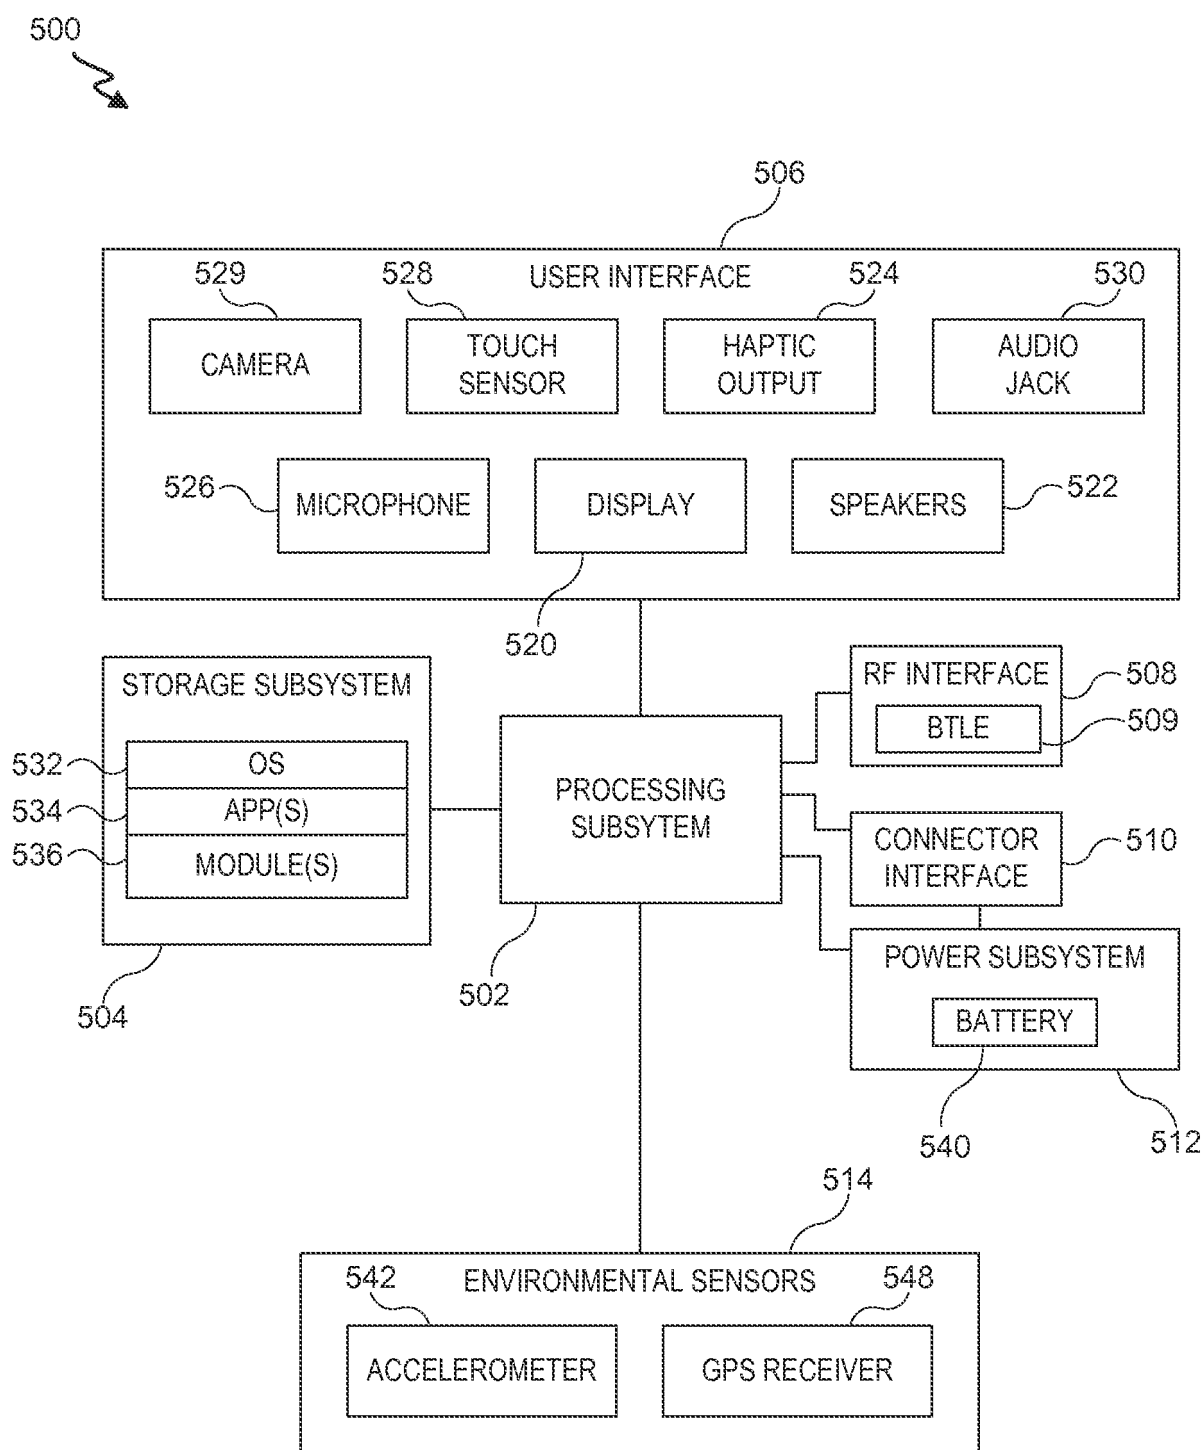 500
506
USER INTERFACE
529
528
524
530
CAMERA
TOUCH
SENSOR
HAPTIC
OUTPUT
AUDIO
JACK
526
MICROPHONE
DISPLAY
SPEAKERS
522
520
STORAGE SUBSYSTEM
532
OS
534
APP(S)
536
MODULE(S)
504
PROCESSING
SUBSYTEM
502
RF INTERFACE
508
BTLE
509
CONNECTOR
INTERFACE
510
POWER SUBSYSTEM
BATTERY
540
512
514
ENVIRONMENTAL SENSORS
542
548
ACCELEROMETER
GPS RECEIVER